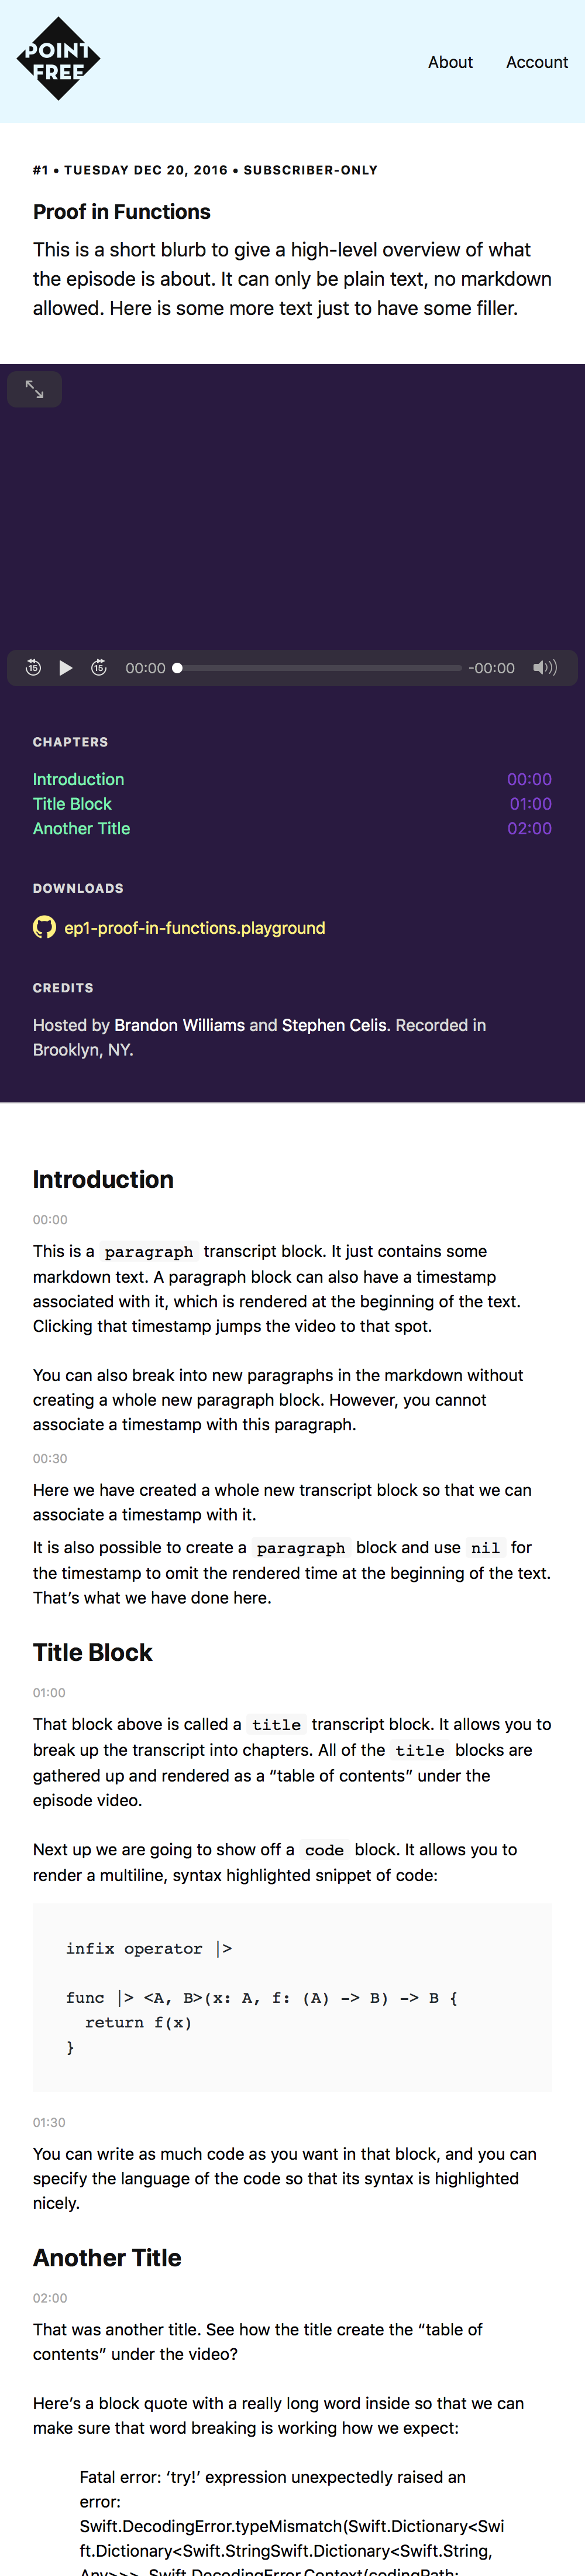 POINT
FREE
About
Account
#1 • TUESDAY DEC 20, 2016 • SUBSCRIBER-ONLY
Proof in Functions
This is a short blurb to give a high-level overview of what
the episode is about. It can only be plain text, no markdown
allowed. Here is some more text just to have some filler.
15
15
00:00
-00:00
CHAPTERS
Introduction 00:00
Title Block 01:00
Another Title 02:00
DOWNLOADS
ep1-proof-in-functions.playground
CREDITS
Hosted by Brandon Williams and Stephen Celis. Recorded in
Brooklyn, NY.
Introduction
00:00
This is a paragraph transcript block. It just contains some
markdown text. A paragraph block can also have a timestamp
associated with it, which is rendered at the beginning of the text.
Clicking that timestamp jumps the video to that spot.
You can also break into new paragraphs in the markdown without
creating a whole new paragraph block. However, you cannot
associate a timestamp with this paragraph.
00:30
Here we have created a whole new transcript block so that we can
associate a timestamp with it.
It is also possible to create a paragraph block and use nil for
the timestamp to omit the rendered time at the beginning of the text.
That’s what we have done here.
Title Block
01:00
That block above is called a title transcript block. It allows you to
break up the transcript into chapters. All of the title blocks are
gathered up and rendered as a “table of contents” under the
episode video.
Next up we are going to show off a code block. It allows you to
render a multiline, syntax highlighted snippet of code:
infix operator |>
func |> <A, B>(x: A, f: (A) -> B) -> B {
  return f(x)
}
01:30
You can write as much code as you want in that block, and you can
specify the language of the code so that its syntax is highlighted
nicely.
Another Title
02:00
That was another title. See how the title create the “table of
contents” under the video?
Here’s a block quote with a really long word inside so that we can
make sure that word breaking is working how we expect:
Fatal error: ‘try!’ expression unexpectedly raised an
error:
Swift.DecodingError.typeMismatch(Swift.Dictionary<Swi
ft.Dictionary<Swift.StringSwift.Dictionary<Swift.String,
Any>>>, Swift.DecodingError.Context(codingPath: